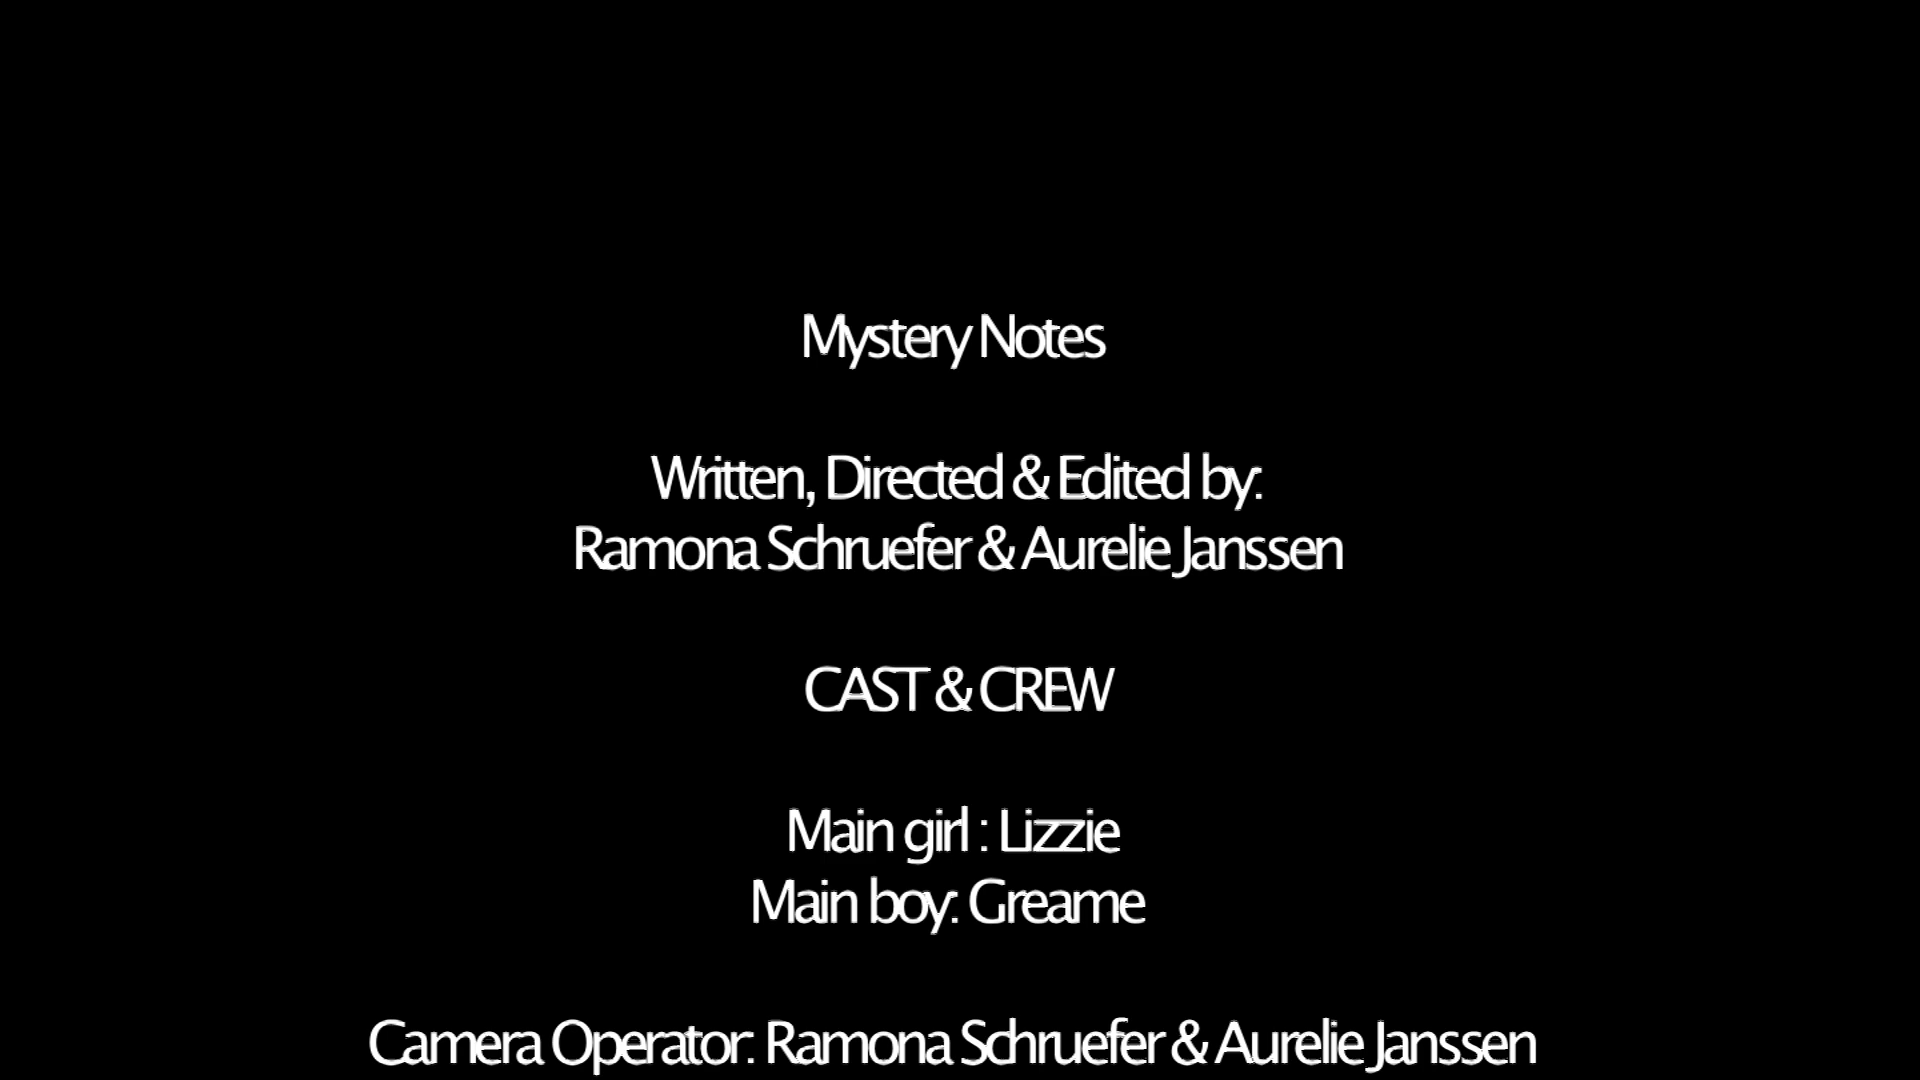 Mystery Notes
Written, Directed & Edited by:
Ramona Schruefer & Aurelie Janssen
CAST & CREW
Main girl : Lizzie
Main boy: Greame
Camera Operator: Ramona Schruefer & Aurelie Janssen